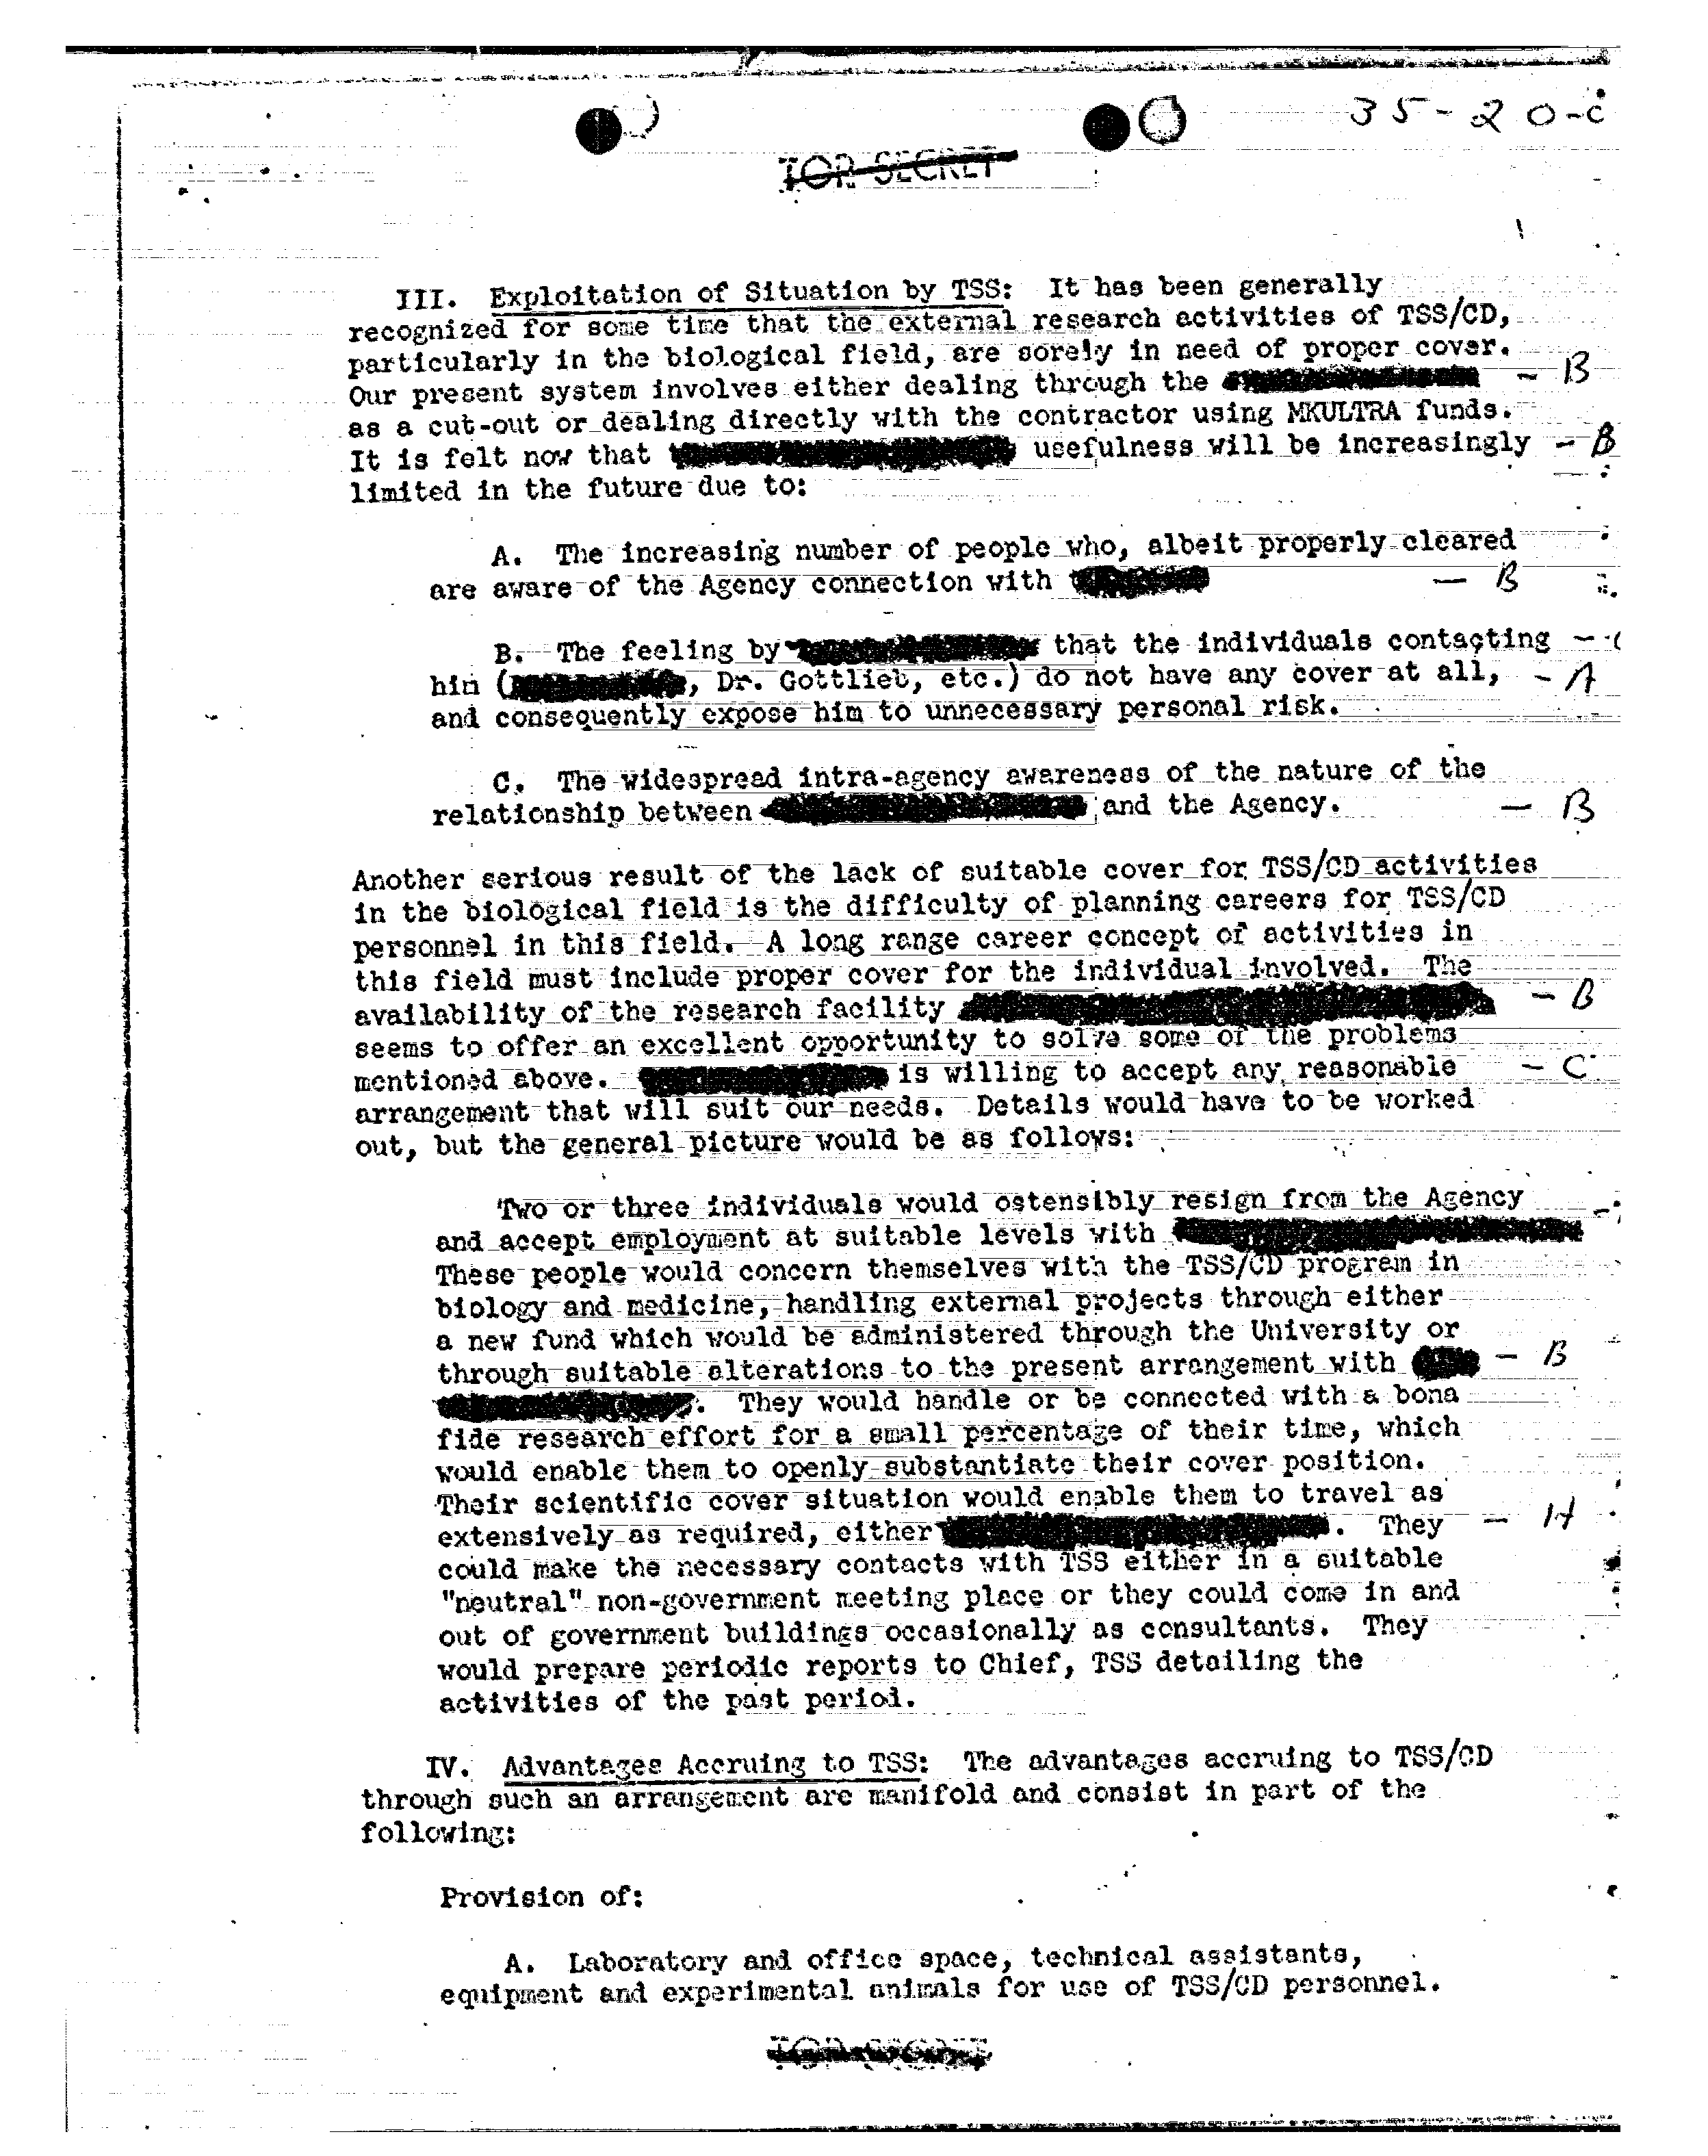 35-20-C
TOP SECRET
III. Exploitation of Situation by TSS: It has been generally
recognized for some time that the external research activities of TSS/CD,
particularly in the biological field, are sorely in need of proper cover.
Our present system involves either dealing through the - B
as a cut-out or dealing directly with the contractor using MKULTRA funds.
It is felt now that usefulness will be increasingly - B
limited in the future due to:
A. The increasing number of people who, albeit properly cleared
are aware of the Agency connection with - B
B. The feeling by that the individuals contacting -
him ( , Dr. Gottlieb, etc.) do not have any cover at all, - A
and consequently expose him to unnecessary personal risk.
C. The widespread intra-agency awareness of the nature of the
relationship between and the Agency. - B
Another serious result of the lack of suitable cover for TSS/CD activities
in the biological field is the difficulty of planning careers for TSS/CD
personnel in this field. A long range career concept of activities in
this field must include proper cover for the individual involved. The
availability of the research facility - B
seems to offer an excellent opportunity to solve some of the problems
mentioned above. is willing to accept any reasonable - C
arrangement that will suit our needs. Details would have to be worked
out, but the general picture would be as follows:
Two or three individuals would ostensibly resign from the Agency
and accept employment at suitable levels with
These people would concern themselves with the TSS/CD program in
biology and medicine, handling external projects through either
a new fund which would be administered through the University or
through suitable alterations to the present arrangement with - B
. They would handle or be connected with a bona
fide research effort for a small percentage of their time, which
would enable them to openly substantiate their cover position.
Their scientific cover situation would enable them to travel as
extensively as required, either . They - H
could make the necessary contacts with TSS either in a suitable
"neutral" non-government meeting place or they could come in and
out of government buildings occasionally as consultants. They
would prepare periodic reports to Chief, TSS detailing the
activities of the past period.
IV. Advantages Accruing to TSS: The advantages accruing to TSS/CD
through such an arrangement are manifold and consist in part of the
following:
Provision of:
A. Laboratory and office space, technical assistants,
equipment and experimental animals for use of TSS/CD personnel.
TOP SECRET